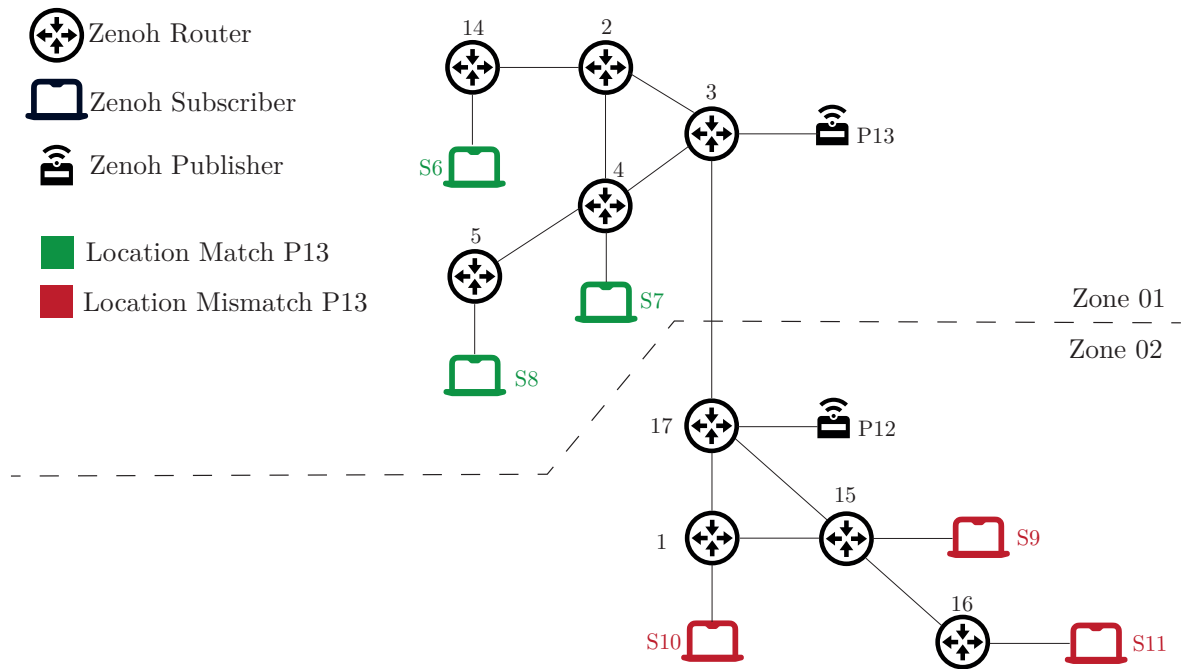 Zenoh Router
Zenoh Subscriber
Zenoh Publisher
Location Match P13
Location Mismatch P13
14
2
3
P13
S6
4
5
S7
S8
Zone 01
Zone 02
17
P12
15
1
S9
16
S10
S11